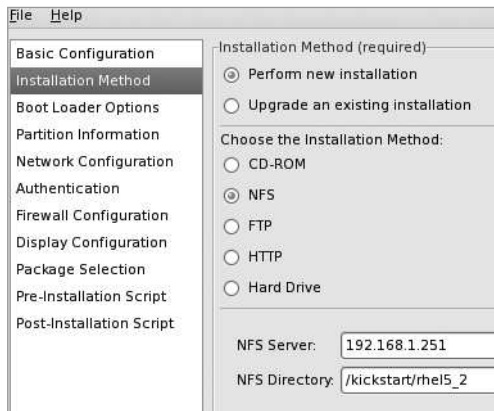 File Help
Basic Configuration
Installation Method
Boot Loader Options
Partition Information
Network Configuration
Authentication
Firewall Configuration
Display Configuration
Package Selection
Pre-Installation Script
Post-Installation Script
Installation Method (required)
Perform new installation
Upgrade an existing installation
Choose the Installation Method:
CD-ROM
NFS
FTP
HTTP
Hard Drive
NFS Server: 192.168.1.251
NFS Directory: /kickstart/rhel5_2